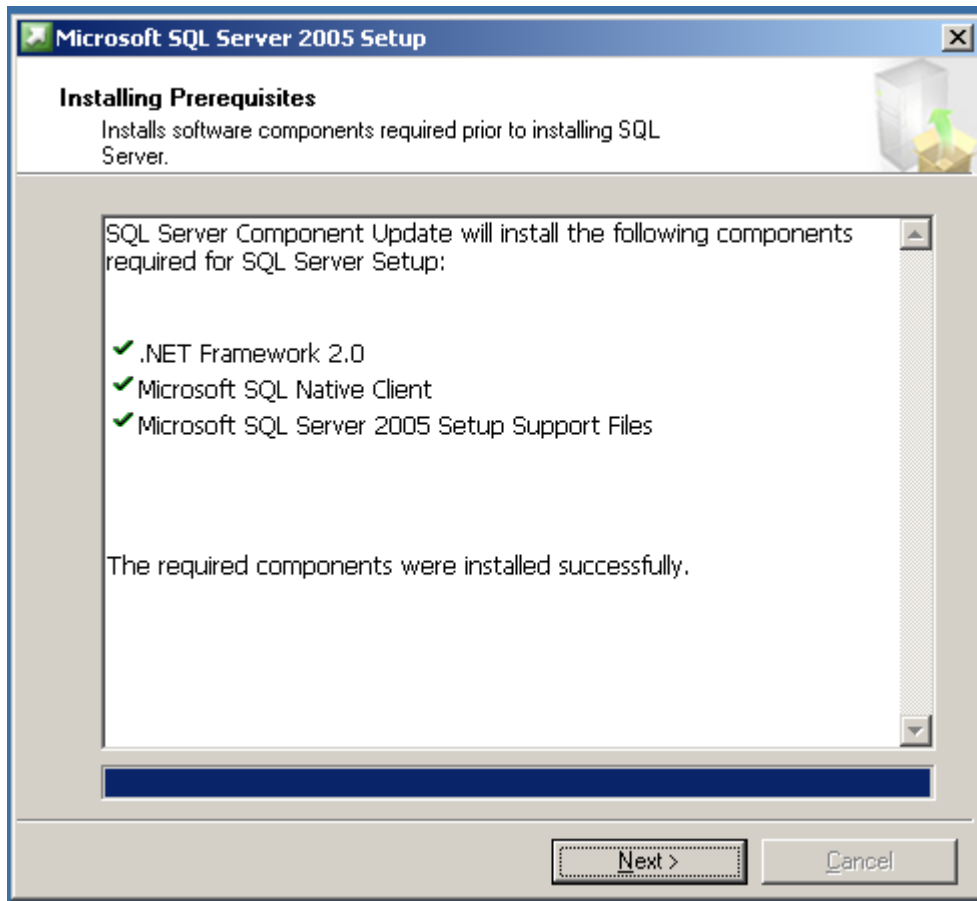 Microsoft SQL Server 2005 Setup
Installing Prerequisites
Installs software components required prior to installing SQL
Server.
SQL Server Component Update will install the following components
required for SQL Server Setup:
.NET Framework 2.0
Microsoft SQL Native Client
Microsoft SQL Server 2005 Setup Support Files
The required components were installed successfully.
Next >
Cancel